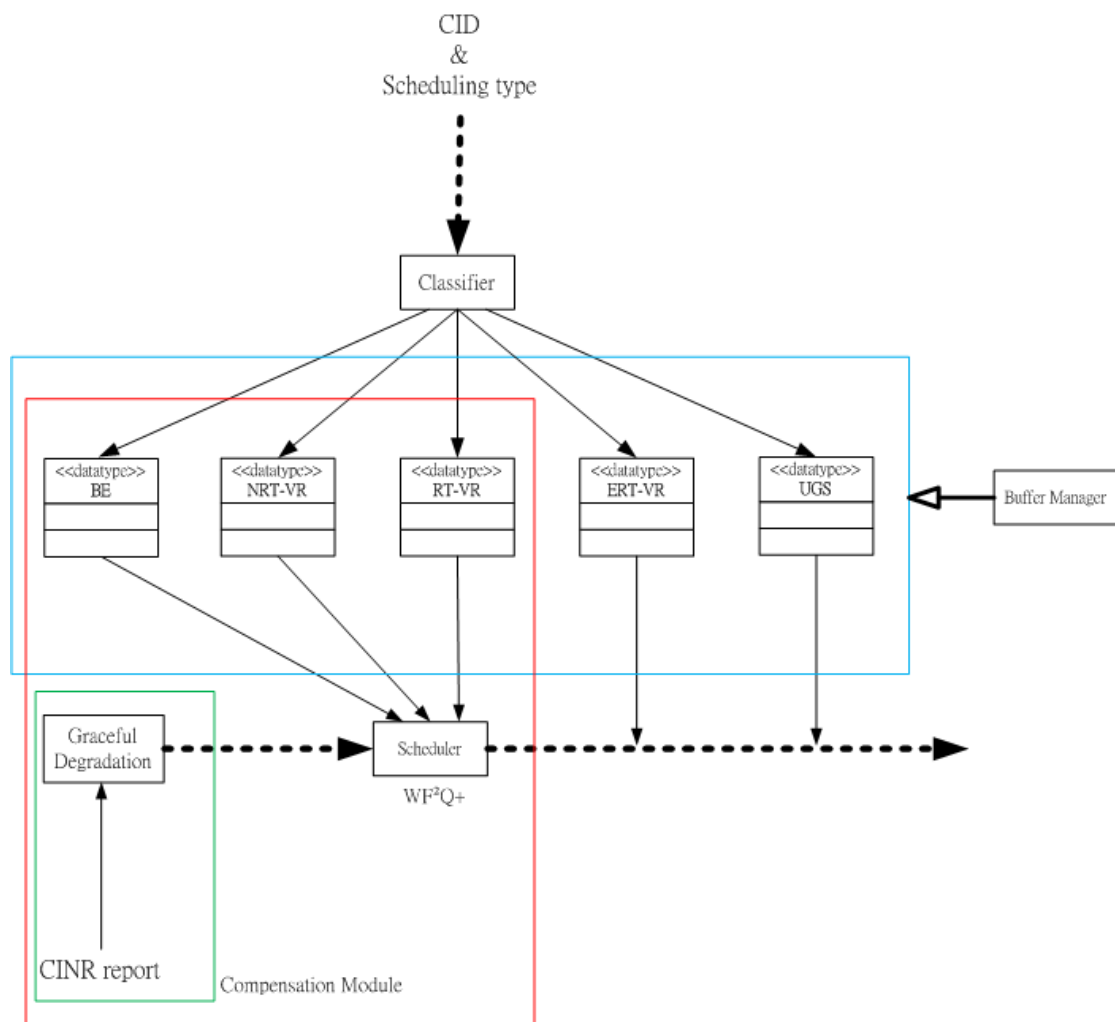 CID
&
Scheduling type
Classifier
<<datatype>>
BE
<<datatype>>
NRT-VR
<<datatype>>
RT-VR
<<datatype>>
ERT-VR
<<datatype>>
UGS
Buffer Manager
Graceful
Degradation
Scheduler
WF²Q+
CINR report
Compensation Module